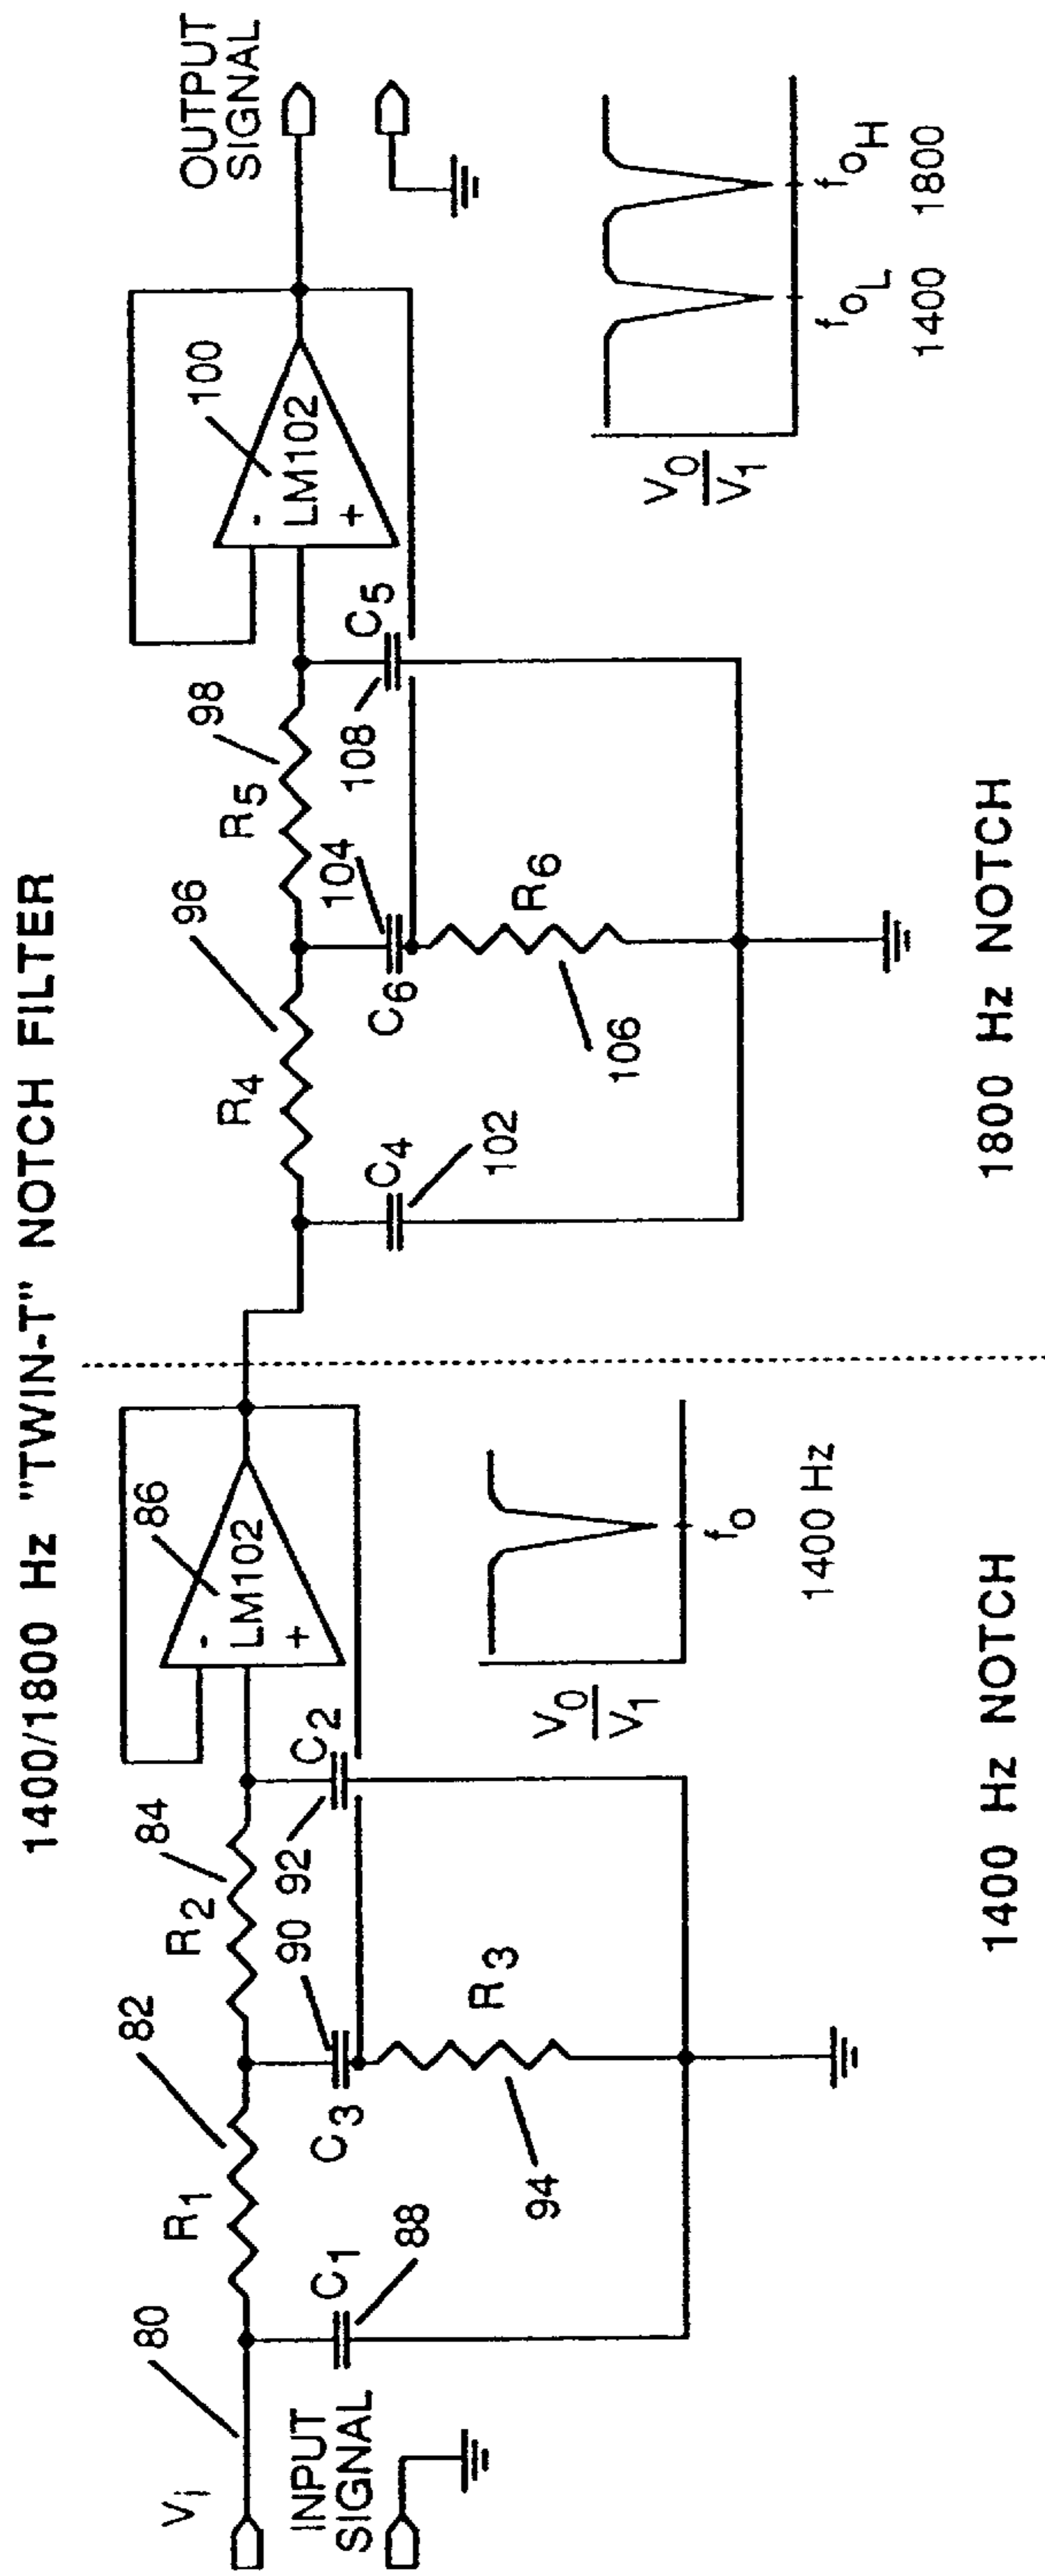 1400/1800 Hz "TWIN-T" NOTCH FILTER
Vi
80
INPUT
SIGNAL
R1
82
C1
88
R2
84
C3
90
92
C2
R3
94
86
-
LM102
+
V0
V1
fo
1400 Hz
1400 Hz NOTCH
R4
96
C4
102
R5
98
C6
104
108
C5
R6
106
100
-
LM102
+
OUTPUT
SIGNAL
V0
V1
foL
foH
1400
1800
1800 Hz NOTCH